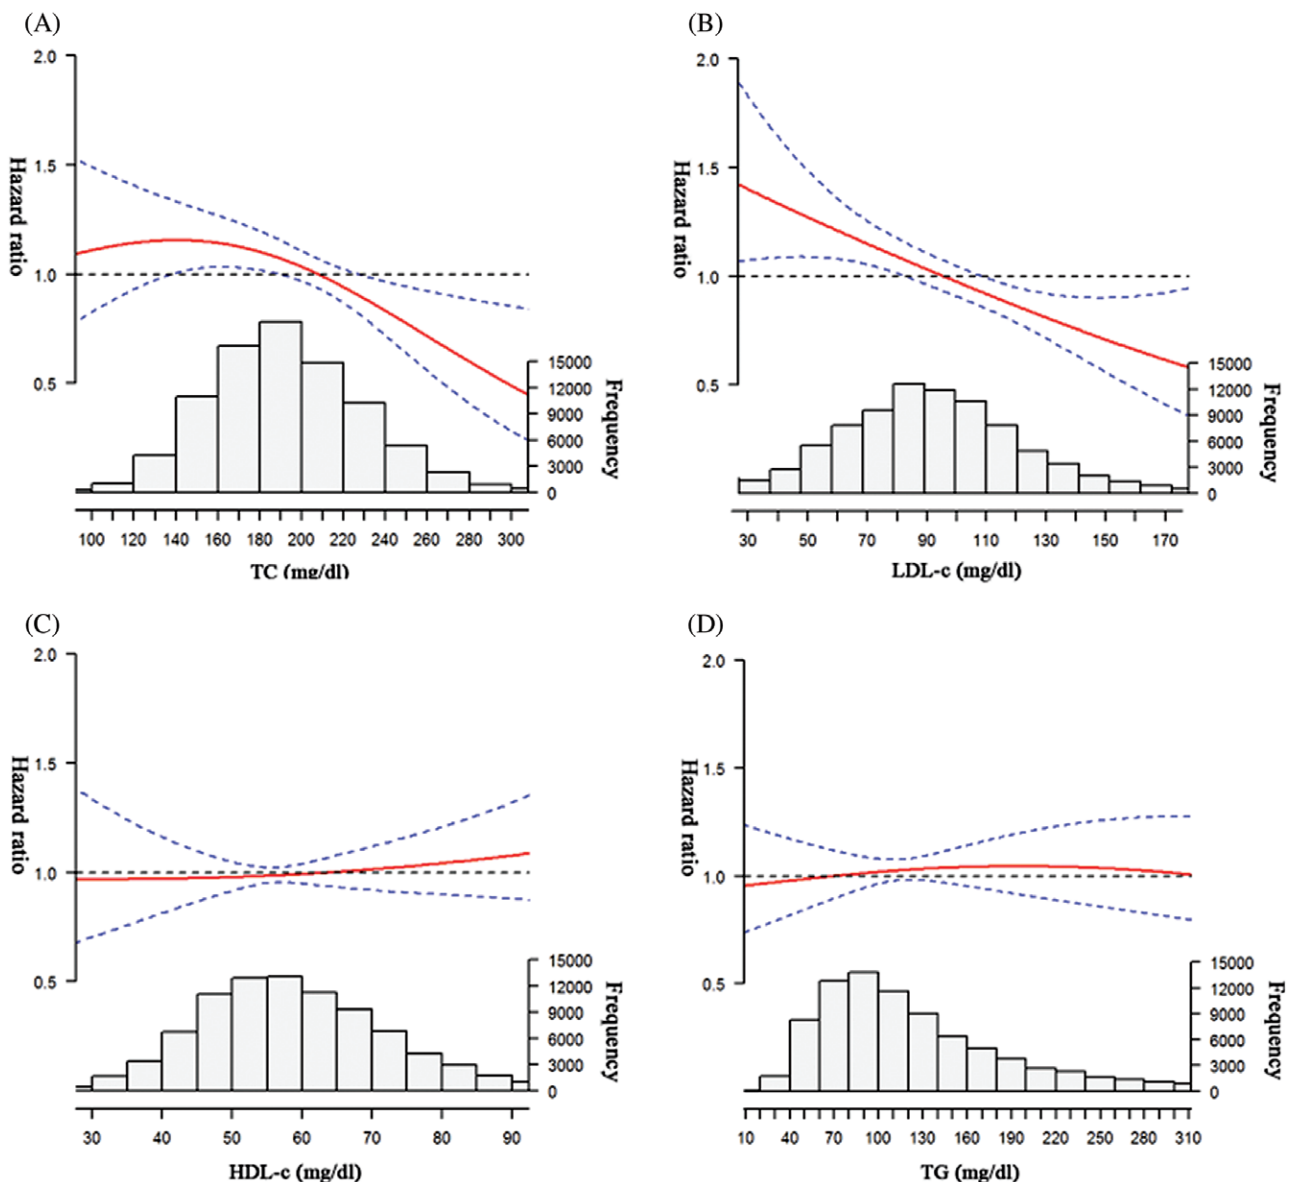 (A)
2.0
1.5
1.0
0.5
Hazard ratio
15000
12000
9000
6000
3000
0
Frequency
100 120 140 160 180 200 220 240 260 280 300
TC (mg/dl)
(B)
2.0
1.5
1.0
0.5
Hazard ratio
15000
12000
9000
6000
3000
0
Frequency
30 50 70 90 110 130 150 170
LDL-c (mg/dl)
(C)
2.0
1.5
1.0
0.5
Hazard ratio
15000
12000
9000
6000
3000
0
Frequency
30 40 50 60 70 80 90
HDL-c (mg/dl)
(D)
2.0
1.5
1.0
0.5
Hazard ratio
15000
12000
9000
6000
3000
0
Frequency
10 40 70 100 130 160 190 220 250 280 310
TG (mg/dl)